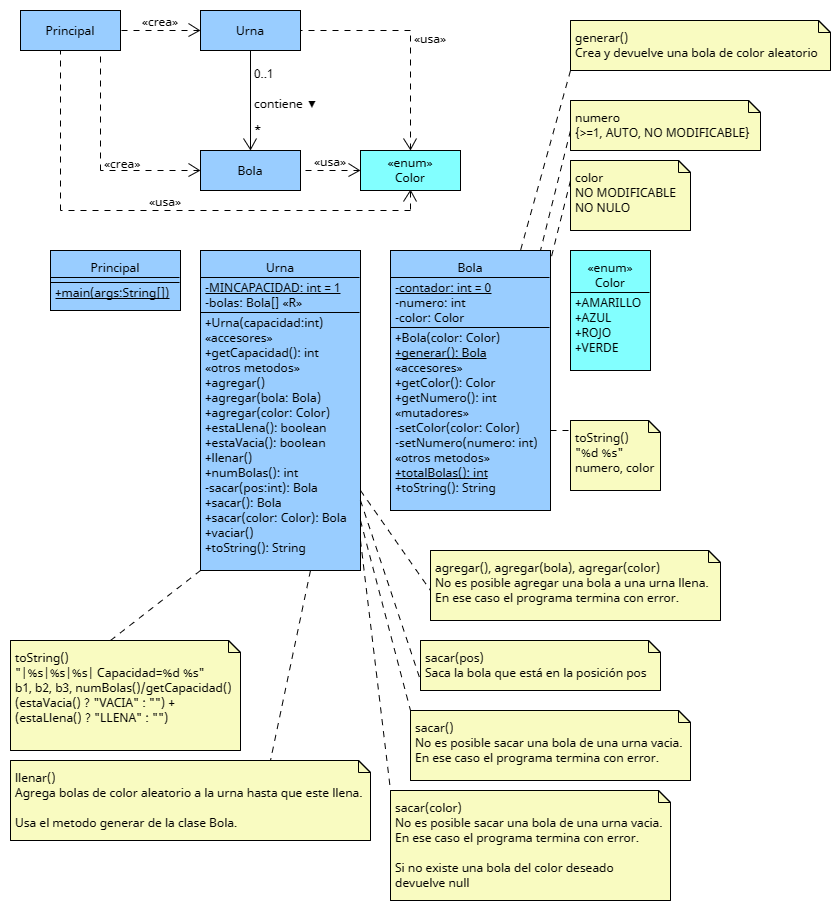 Principal
«crea»
Urna
«usa»
0..1
contiene ▼
*
«crea»
Bola
«usa»
«enum»
Color
«usa»
generar()
Crea y devuelve una bola de color aleatorio
numero
{>=1, AUTO, NO MODIFICABLE}
color
NO MODIFICABLE
NO NULO
Principal
+main(args:String[])
Urna
-MINCAPACIDAD: int = 1
-bolas: Bola[] «R»
+Urna(capacidad:int)
«accesores»
+getCapacidad(): int
«otros metodos»
+agregar()
+agregar(bola: Bola)
+agregar(color: Color)
+estaLlena(): boolean
+estaVacia(): boolean
+llenar()
+numBolas(): int
-sacar(pos:int): Bola
+sacar(): Bola
+sacar(color: Color): Bola
+vaciar()
+toString(): String
Bola
-contador: int = 0
-numero: int
-color: Color
+Bola(color: Color)
+generar(): Bola
«accesores»
+getColor(): Color
+getNumero(): int
«mutadores»
-setColor(color: Color)
-setNumero(numero: int)
«otros metodos»
+totalBolas(): int
+toString(): String
«enum»
Color
+AMARILLO
+AZUL
+ROJO
+VERDE
toString()
"%d %s"
numero, color
agregar(), agregar(bola), agregar(color)
No es posible agregar una bola a una urna llena.
En ese caso el programa termina con error.
toString()
"|%s|%s|%s| Capacidad=%d %s"
b1, b2, b3, numBolas()/getCapacidad()
(estaVacia() ? "VACIA" : "") +
(estaLlena() ? "LLENA" : "")
sacar(pos)
Saca la bola que está en la posición pos
sacar()
No es posible sacar una bola de una urna vacia.
En ese caso el programa termina con error.
llenar()
Agrega bolas de color aleatorio a la urna hasta que este llena.
Usa el metodo generar de la clase Bola.
sacar(color)
No es posible sacar una bola de una urna vacia.
En ese caso el programa termina con error.
Si no existe una bola del color deseado
devuelve null